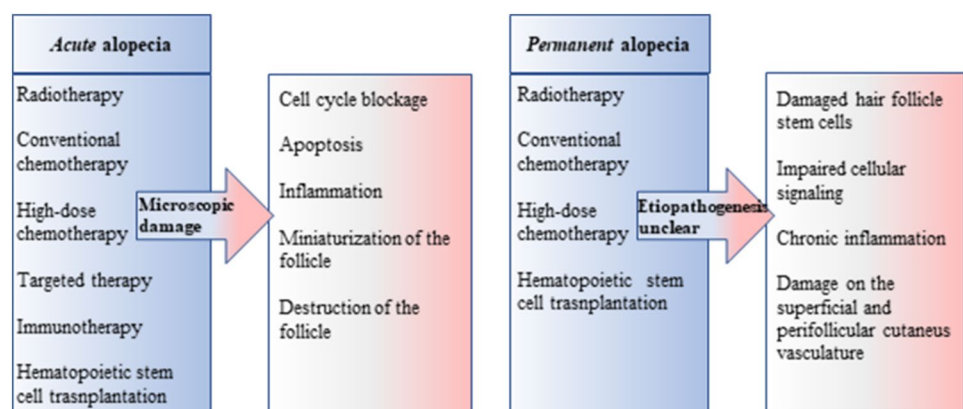 Acute alopecia
Radiotherapy
Conventional
chemotherapy
High-dose
chemotherapy
Targeted therapy
Immunotherapy
Hematopoietic stem
cell trasnplantation
Microscopic
damage
Cell cycle blockage
Apoptosis
Inflammation
Miniaturization of the
follicle
Destruction of the
follicle
Permanent alopecia
Radiotherapy
Conventional
chemotherapy
High-dose
chemotherapy
Hematopoietic stem
cell trasnplantation
Etiopathogenesis
unclear
Damaged hair follicle
stem cells
Impaired cellular
signaling
Chronic inflammation
Damage on the
superficial and
perifollicular cutaneus
vasculature